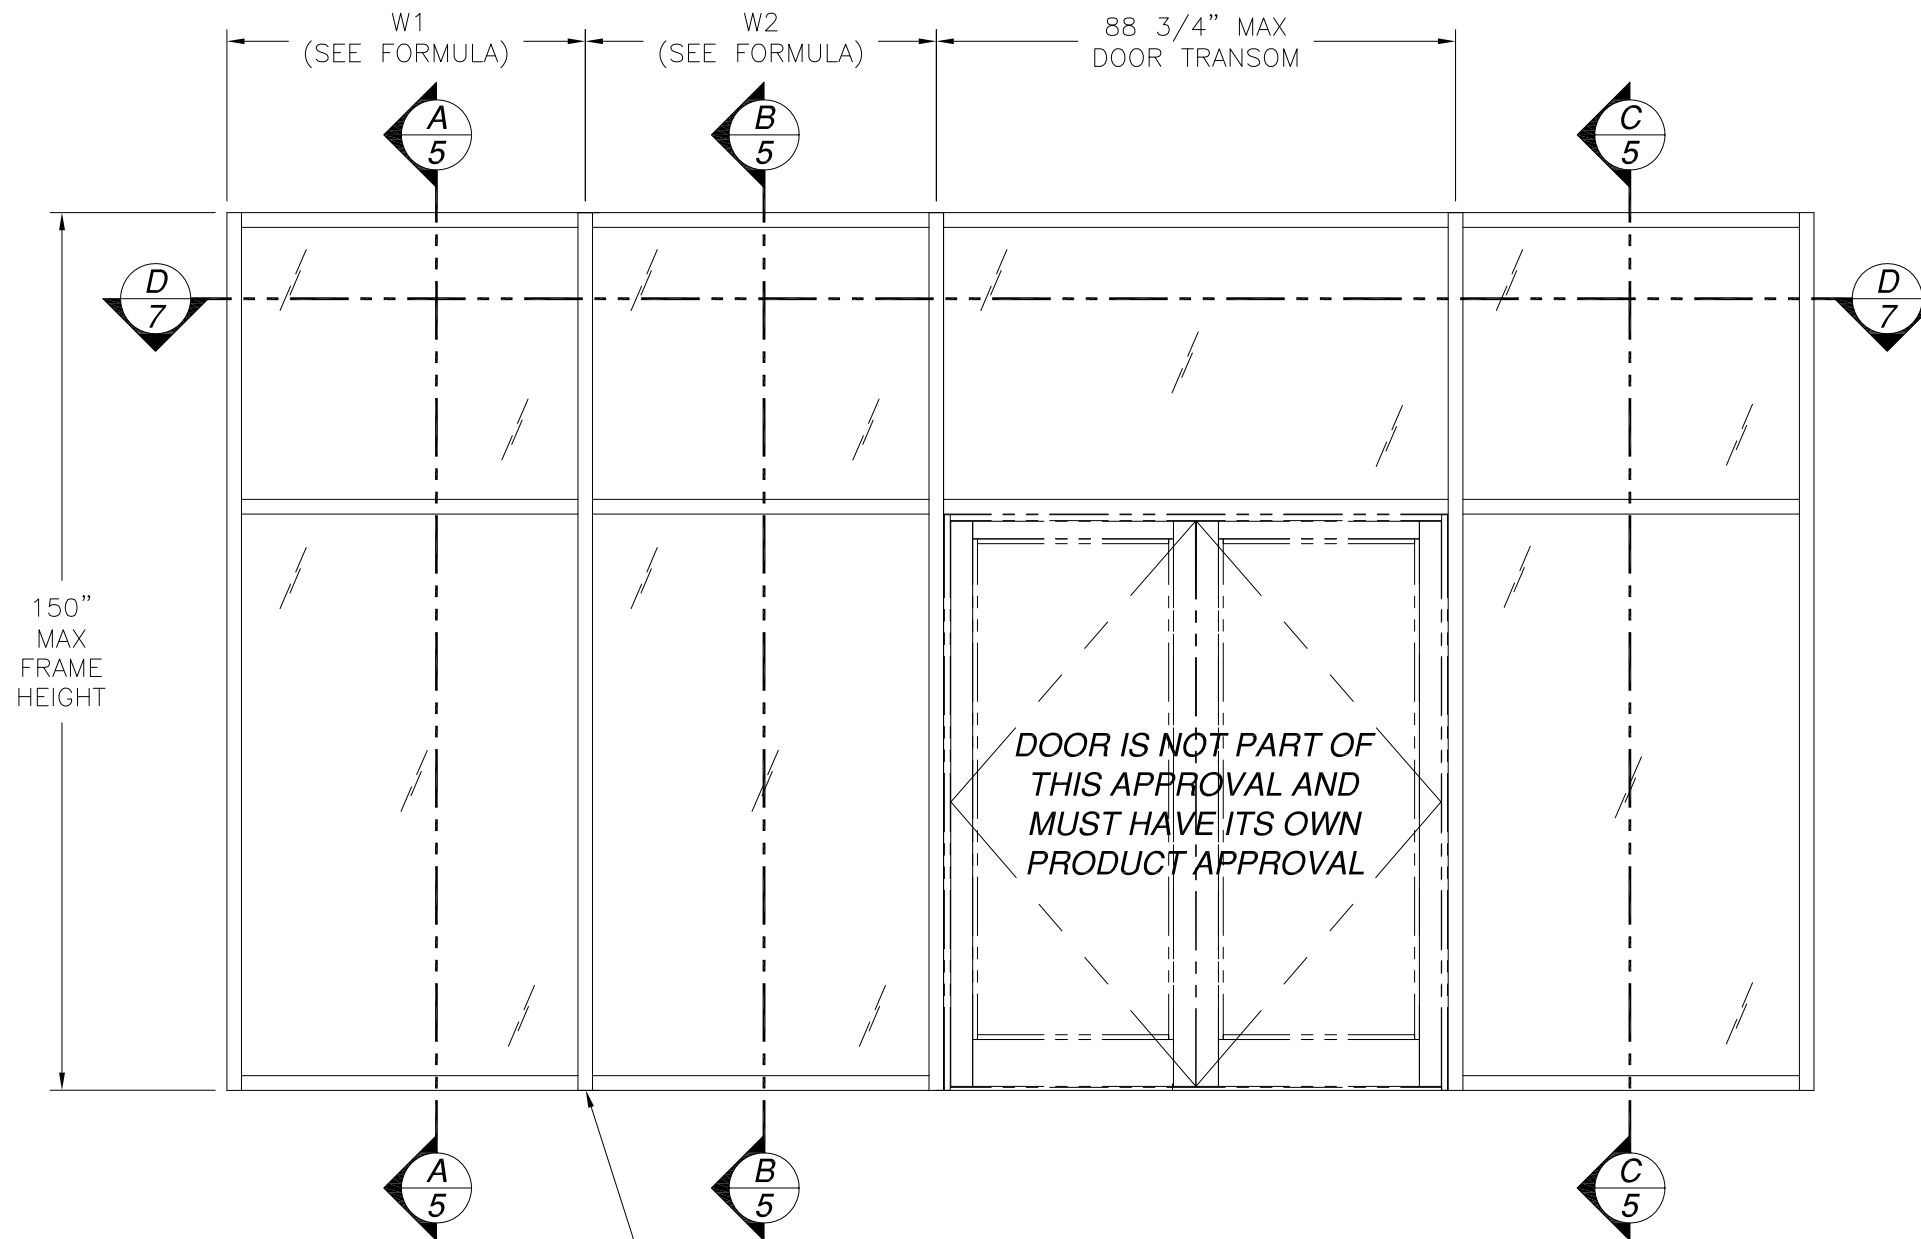 W1
(SEE FORMULA)
W2
(SEE FORMULA)
88 3/4" MAX
DOOR TRANSOM
A
5
B
5
C
5
D
7
D
7
150"
MAX
FRAME
HEIGHT
DOOR IS NOT PART OF
THIS APPROVAL AND
MUST HAVE ITS OWN
PRODUCT APPROVAL
A
5
B
5
C
5